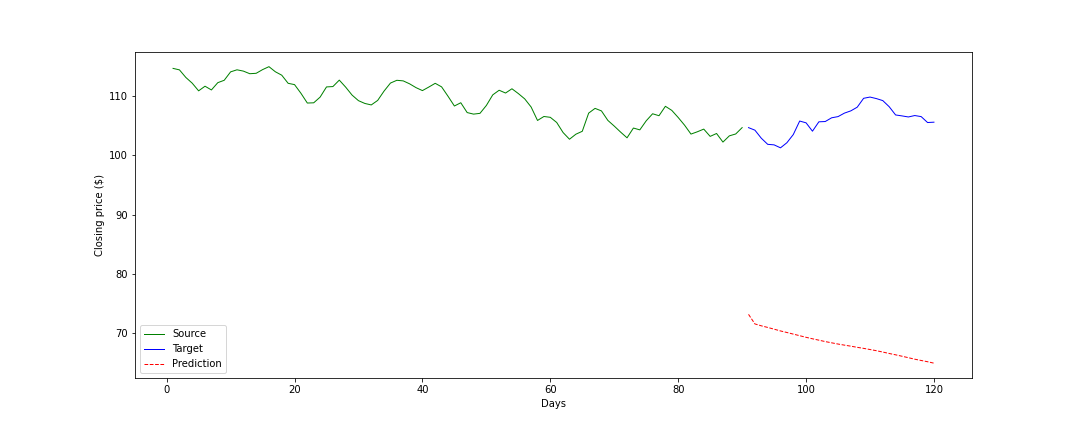 110
100
90
80
70
Closing price ($)
Source
Target
Prediction
0 20 40 60 80 100 120
Days